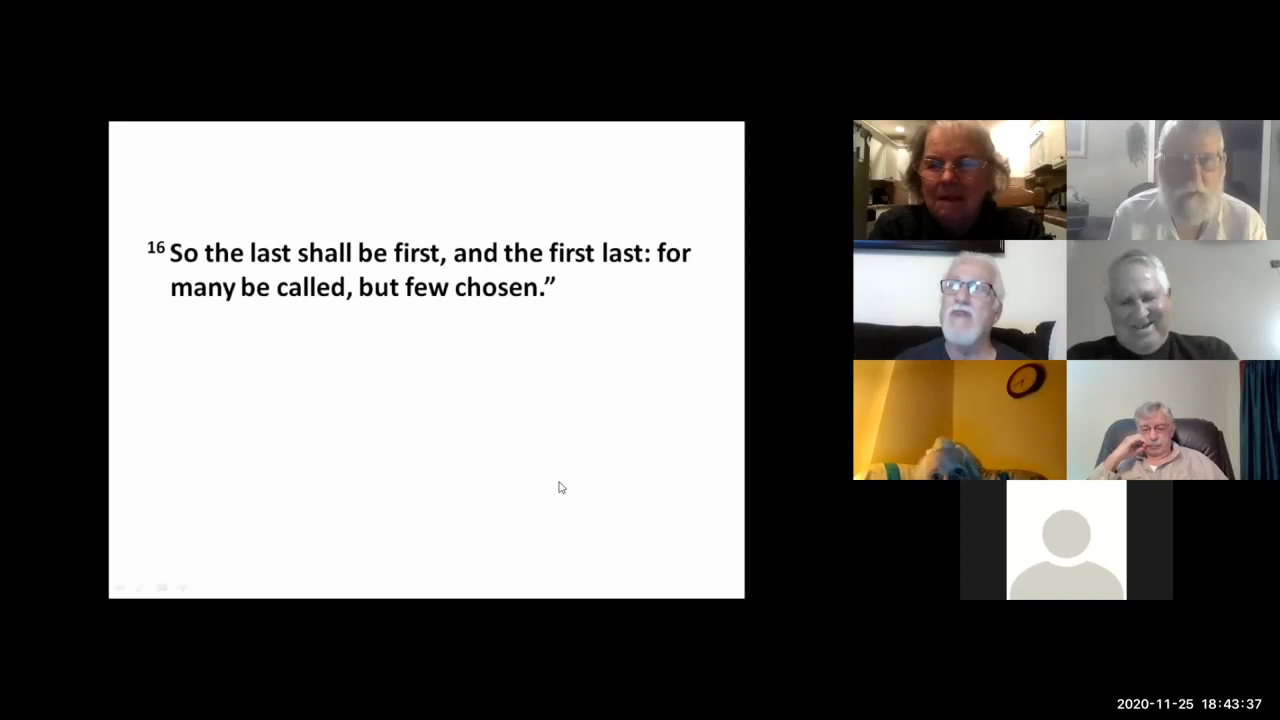 16 So the last shall be first, and the first last: for
many be called, but few chosen.”
2020-11-25 18:43:37